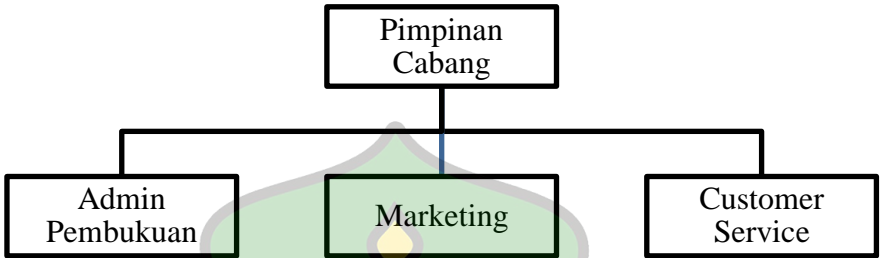 Pimpinan
Cabang
Admin
Pembukuan
Marketing
Customer
Service